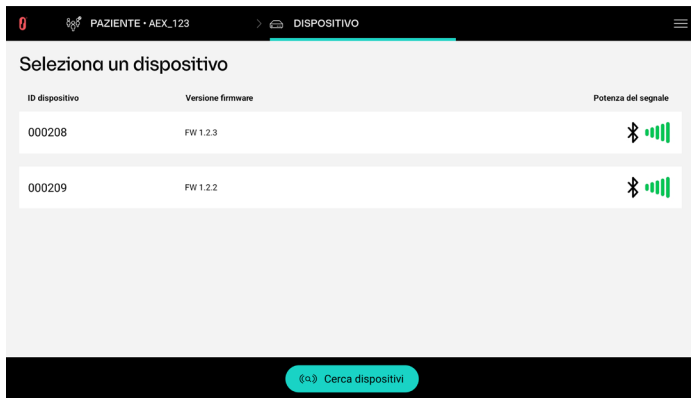 PAZIENTE • AEX_123 > DISPOSITIVO
Seleziona un dispositivo
ID dispositivo Versione firmware Potenza del segnale
000208 FW 1.2.3
000209 FW 1.2.2
Cerca dispositivi